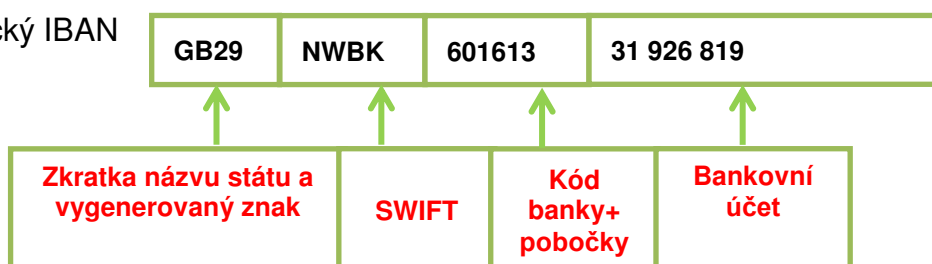 cký IBAN
GB29 NWBK 601613 31 926 819
Zkratka názvu státu a
vygenerovaný znak
SWIFT
Kód
banky+
pobočky
Bankovní
účet